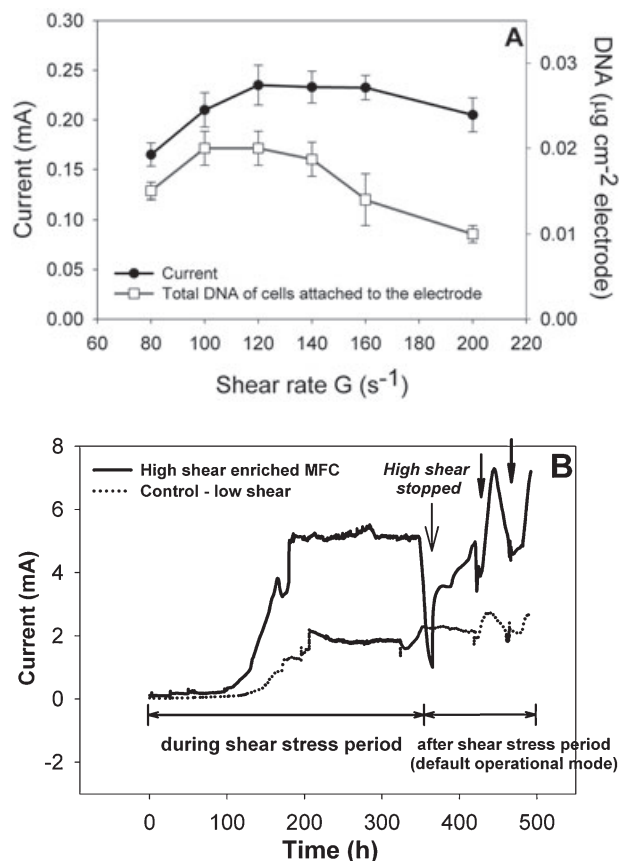 A
0.30
0.25
0.20
0.15
0.10
0.05
0.00
Current (mA)
0.03
0.02
0.01
0.00
DNA (µg cm-2 electrode)
Current
Total DNA of cells attached to the electrode
60 80 100 120 140 160 180 200 220
Shear rate G (s-1)
B
8
6
4
2
0
-2
Current (mA)
High shear enriched MFC
Control - low shear
High shear
stopped
during shear stress period
after shear stress period
(default operational mode)
0 100 200 300 400 500
Time (h)